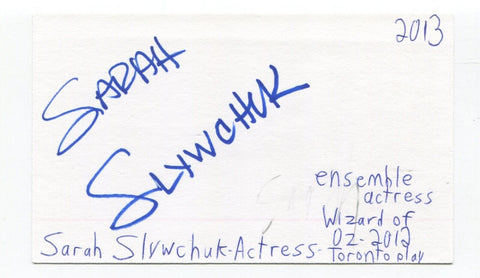 2013
SARAH
SLYWCHUK
ensemble
actress
Wizard of
OZ-2012
Sarah Slywchuk-Actress-Toronto play